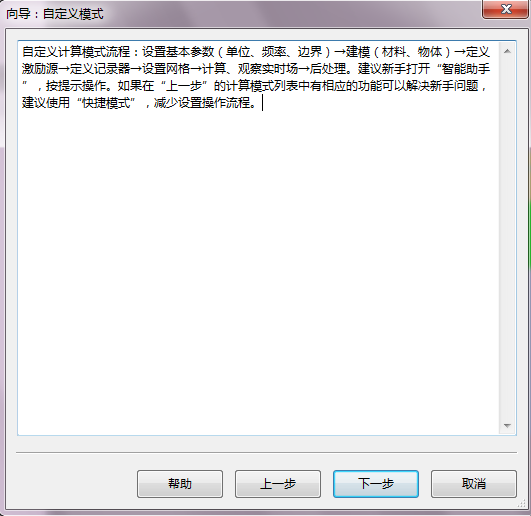 向导：自定义模式
自定义计算模式流程：设置基本参数（单位、频率、边界）→建模（材料、物体）→定义
激励源→定义记录器→设置网格→计算、观察实时场→后处理。建议新手打开“智能助手
”，按提示操作。如果在“上一步”的计算模式列表中有相应的功能可以解决新手问题，
建议使用“快捷模式”，减少设置操作流程。
帮助
上一步
下一步
取消